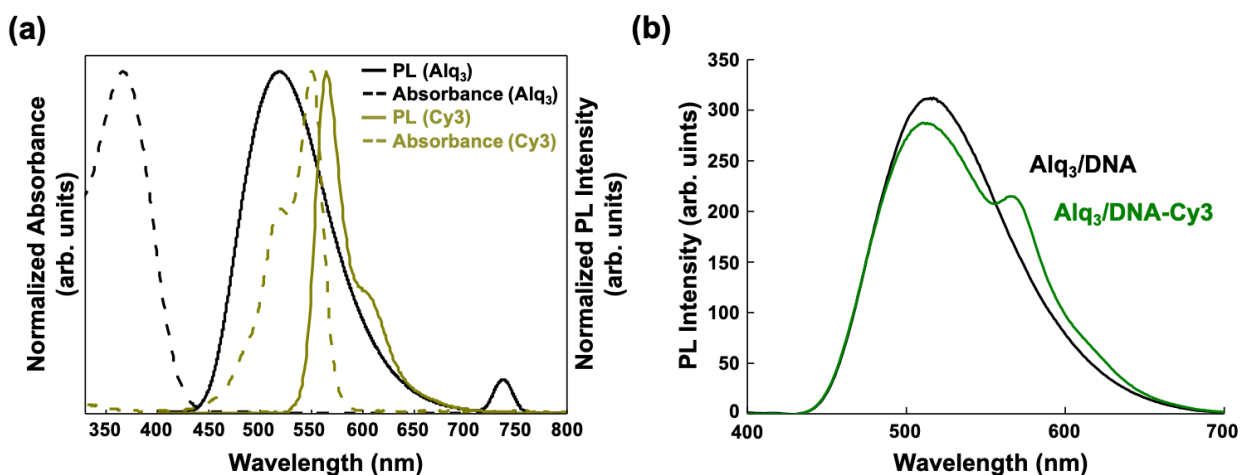 (a)
Normalized Absorbance
(arb. units)
PL (Alq₃)
Absorbance (Alq₃)
PL (Cy3)
Absorbance (Cy3)
350 400 450 500 550 600 650 740 750 800
Wavelength (nm)
Normalized PL Intensity
(arb. units)
(b)
PL Intensity (arb. uints)
350
300
250
200
150
100
50
0
Alq₃/DNA
Alq₃/DNA-Cy3
400 500 600 700
Wavelength (nm)